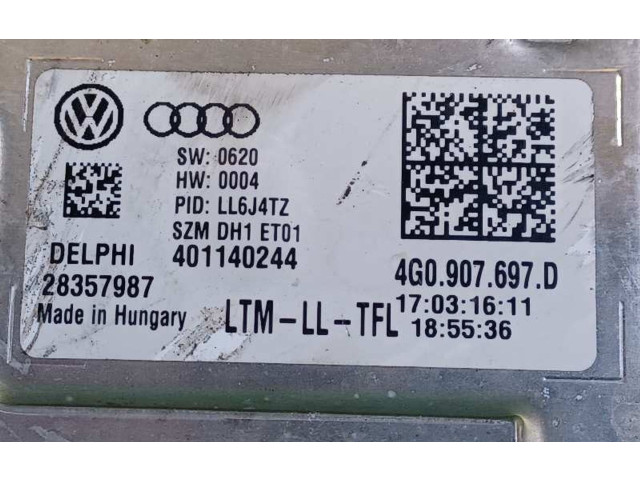 SW: 0620
HW: 0004
PID: LL6J4TZ
SZM DH1 ET01
DELPHI 401140244
28357987
Made in Hungary
LTM-LL-TFL
4G0.907.697.D
17:03:16:11
18:55:36